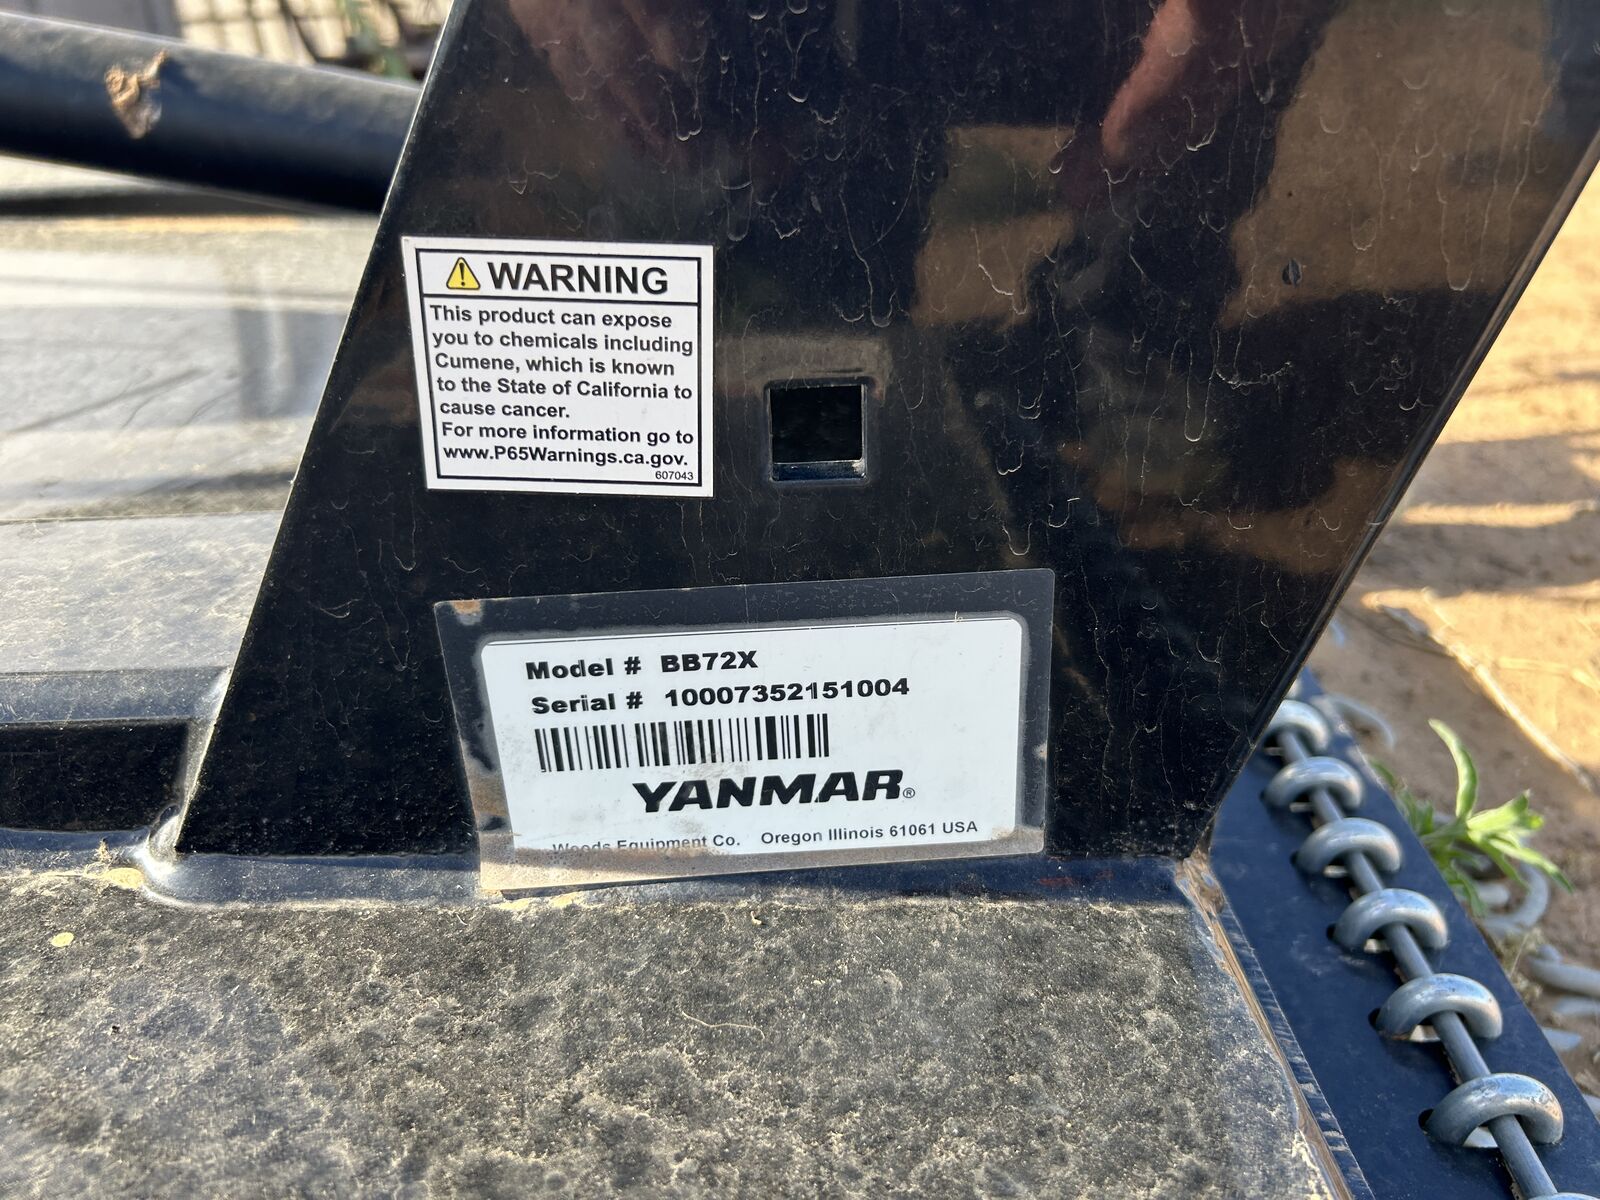 WARNING
This product can expose
you to chemicals including
Cumene, which is known
to the State of California to
cause cancer.
For more information go to
www.P65Warnings.ca.gov.
607043
Model # BB72X
Serial # 10007352151004
YANMAR®
Woods Equipment Co. Oregon Illinois 61061 USA